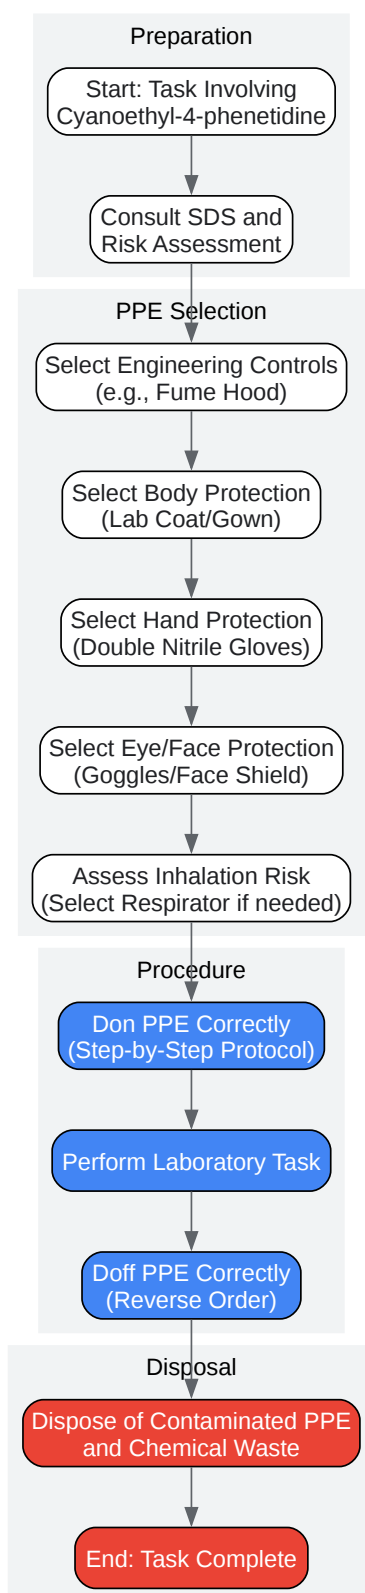 Preparation
Start: Task Involving
Cyanoethyl-4-phenetidine
Consult SDS and
Risk Assessment
PPE Selection
Select Engineering Controls
(e.g., Fume Hood)
Select Body Protection
(Lab Coat/Gown)
Select Hand Protection
(Double Nitrile Gloves)
Select Eye/Face Protection
(Goggles/Face Shield)
Assess Inhalation Risk
(Select Respirator if needed)
Procedure
Don PPE Correctly
(Step-by-Step Protocol)
Perform Laboratory Task
Doff PPE Correctly
(Reverse Order)
Disposal
Dispose of Contaminated PPE
and Chemical Waste
End: Task Complete